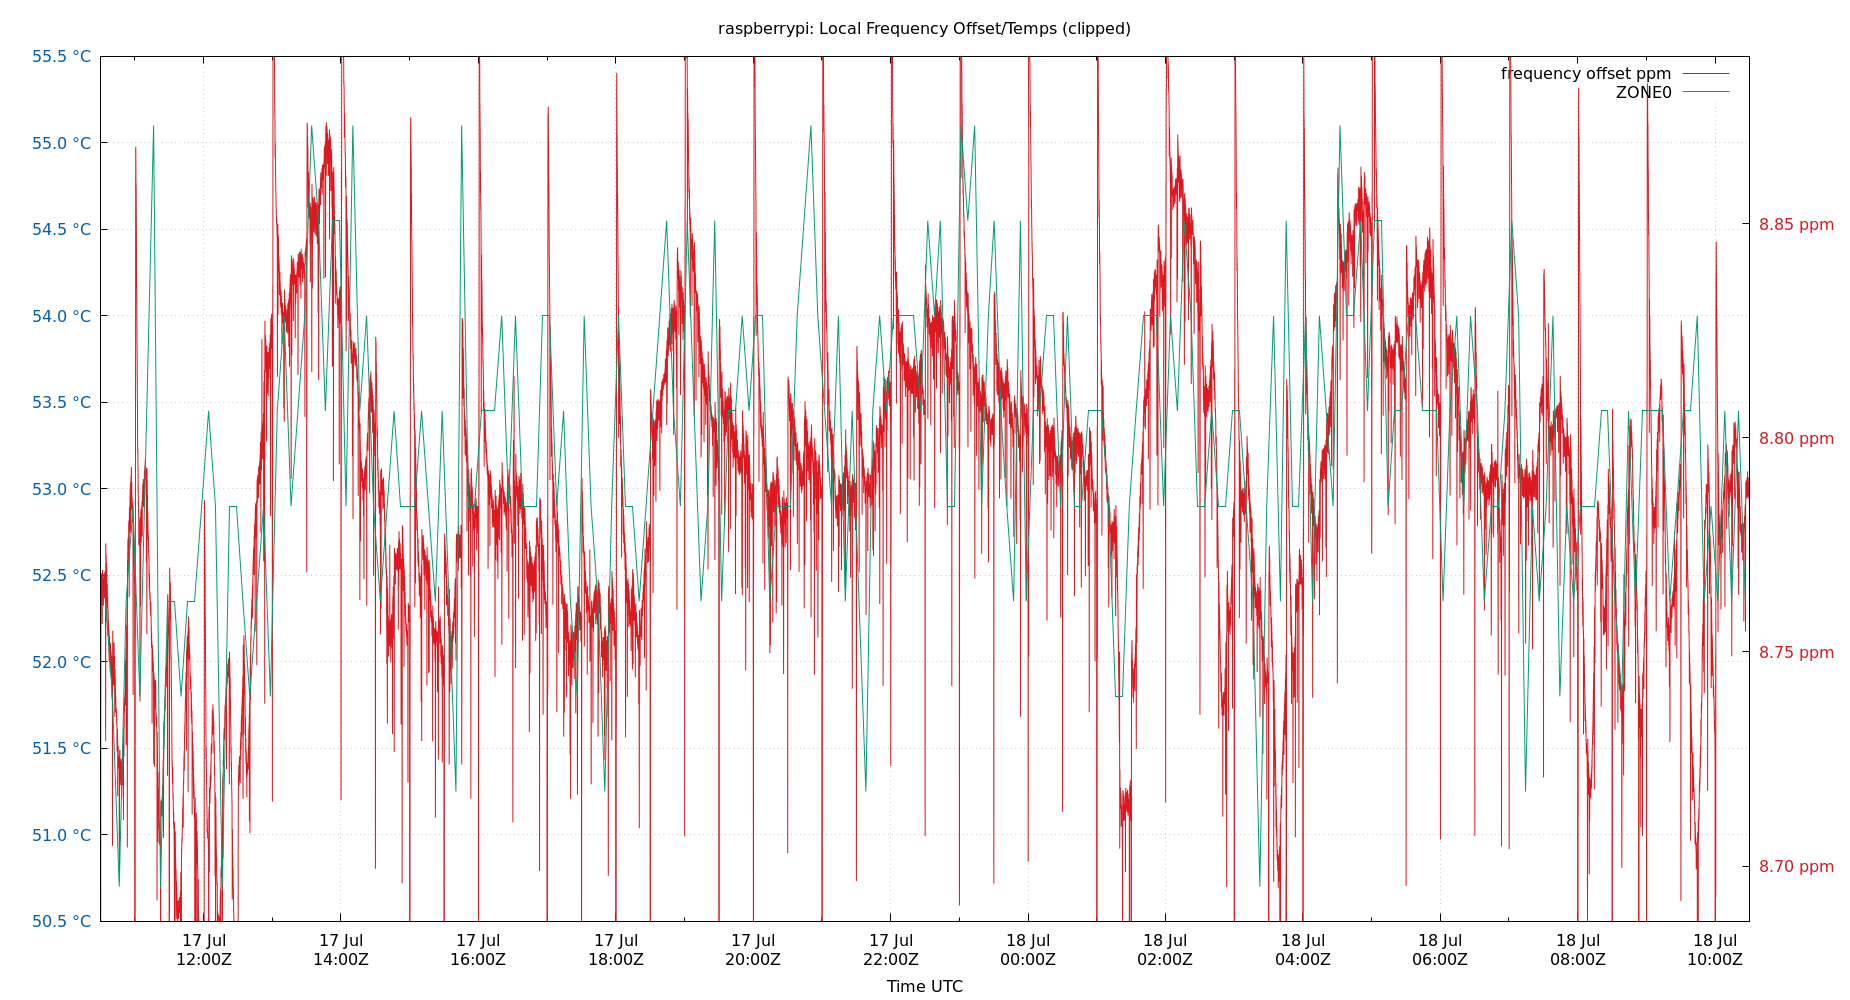 raspberrypi: Local Frequency Offset/Temps (clipped)
frequency offset ppm
ZONE0
55.5 °C
55.0 °C
54.5 °C
54.0 °C
53.5 °C
53.0 °C
52.5 °C
52.0 °C
51.5 °C
51.0 °C
50.5 °C
8.85 ppm
8.80 ppm
8.75 ppm
8.70 ppm
17 Jul 17 Jul 17 Jul 17 Jul 17 Jul 17 Jul 18 Jul 18 Jul 18 Jul 18 Jul 18 Jul 18 Jul
12:00Z 14:00Z 16:00Z 18:00Z 20:00Z 22:00Z 00:00Z 02:00Z 04:00Z 06:00Z 08:00Z 10:00Z
Time UTC